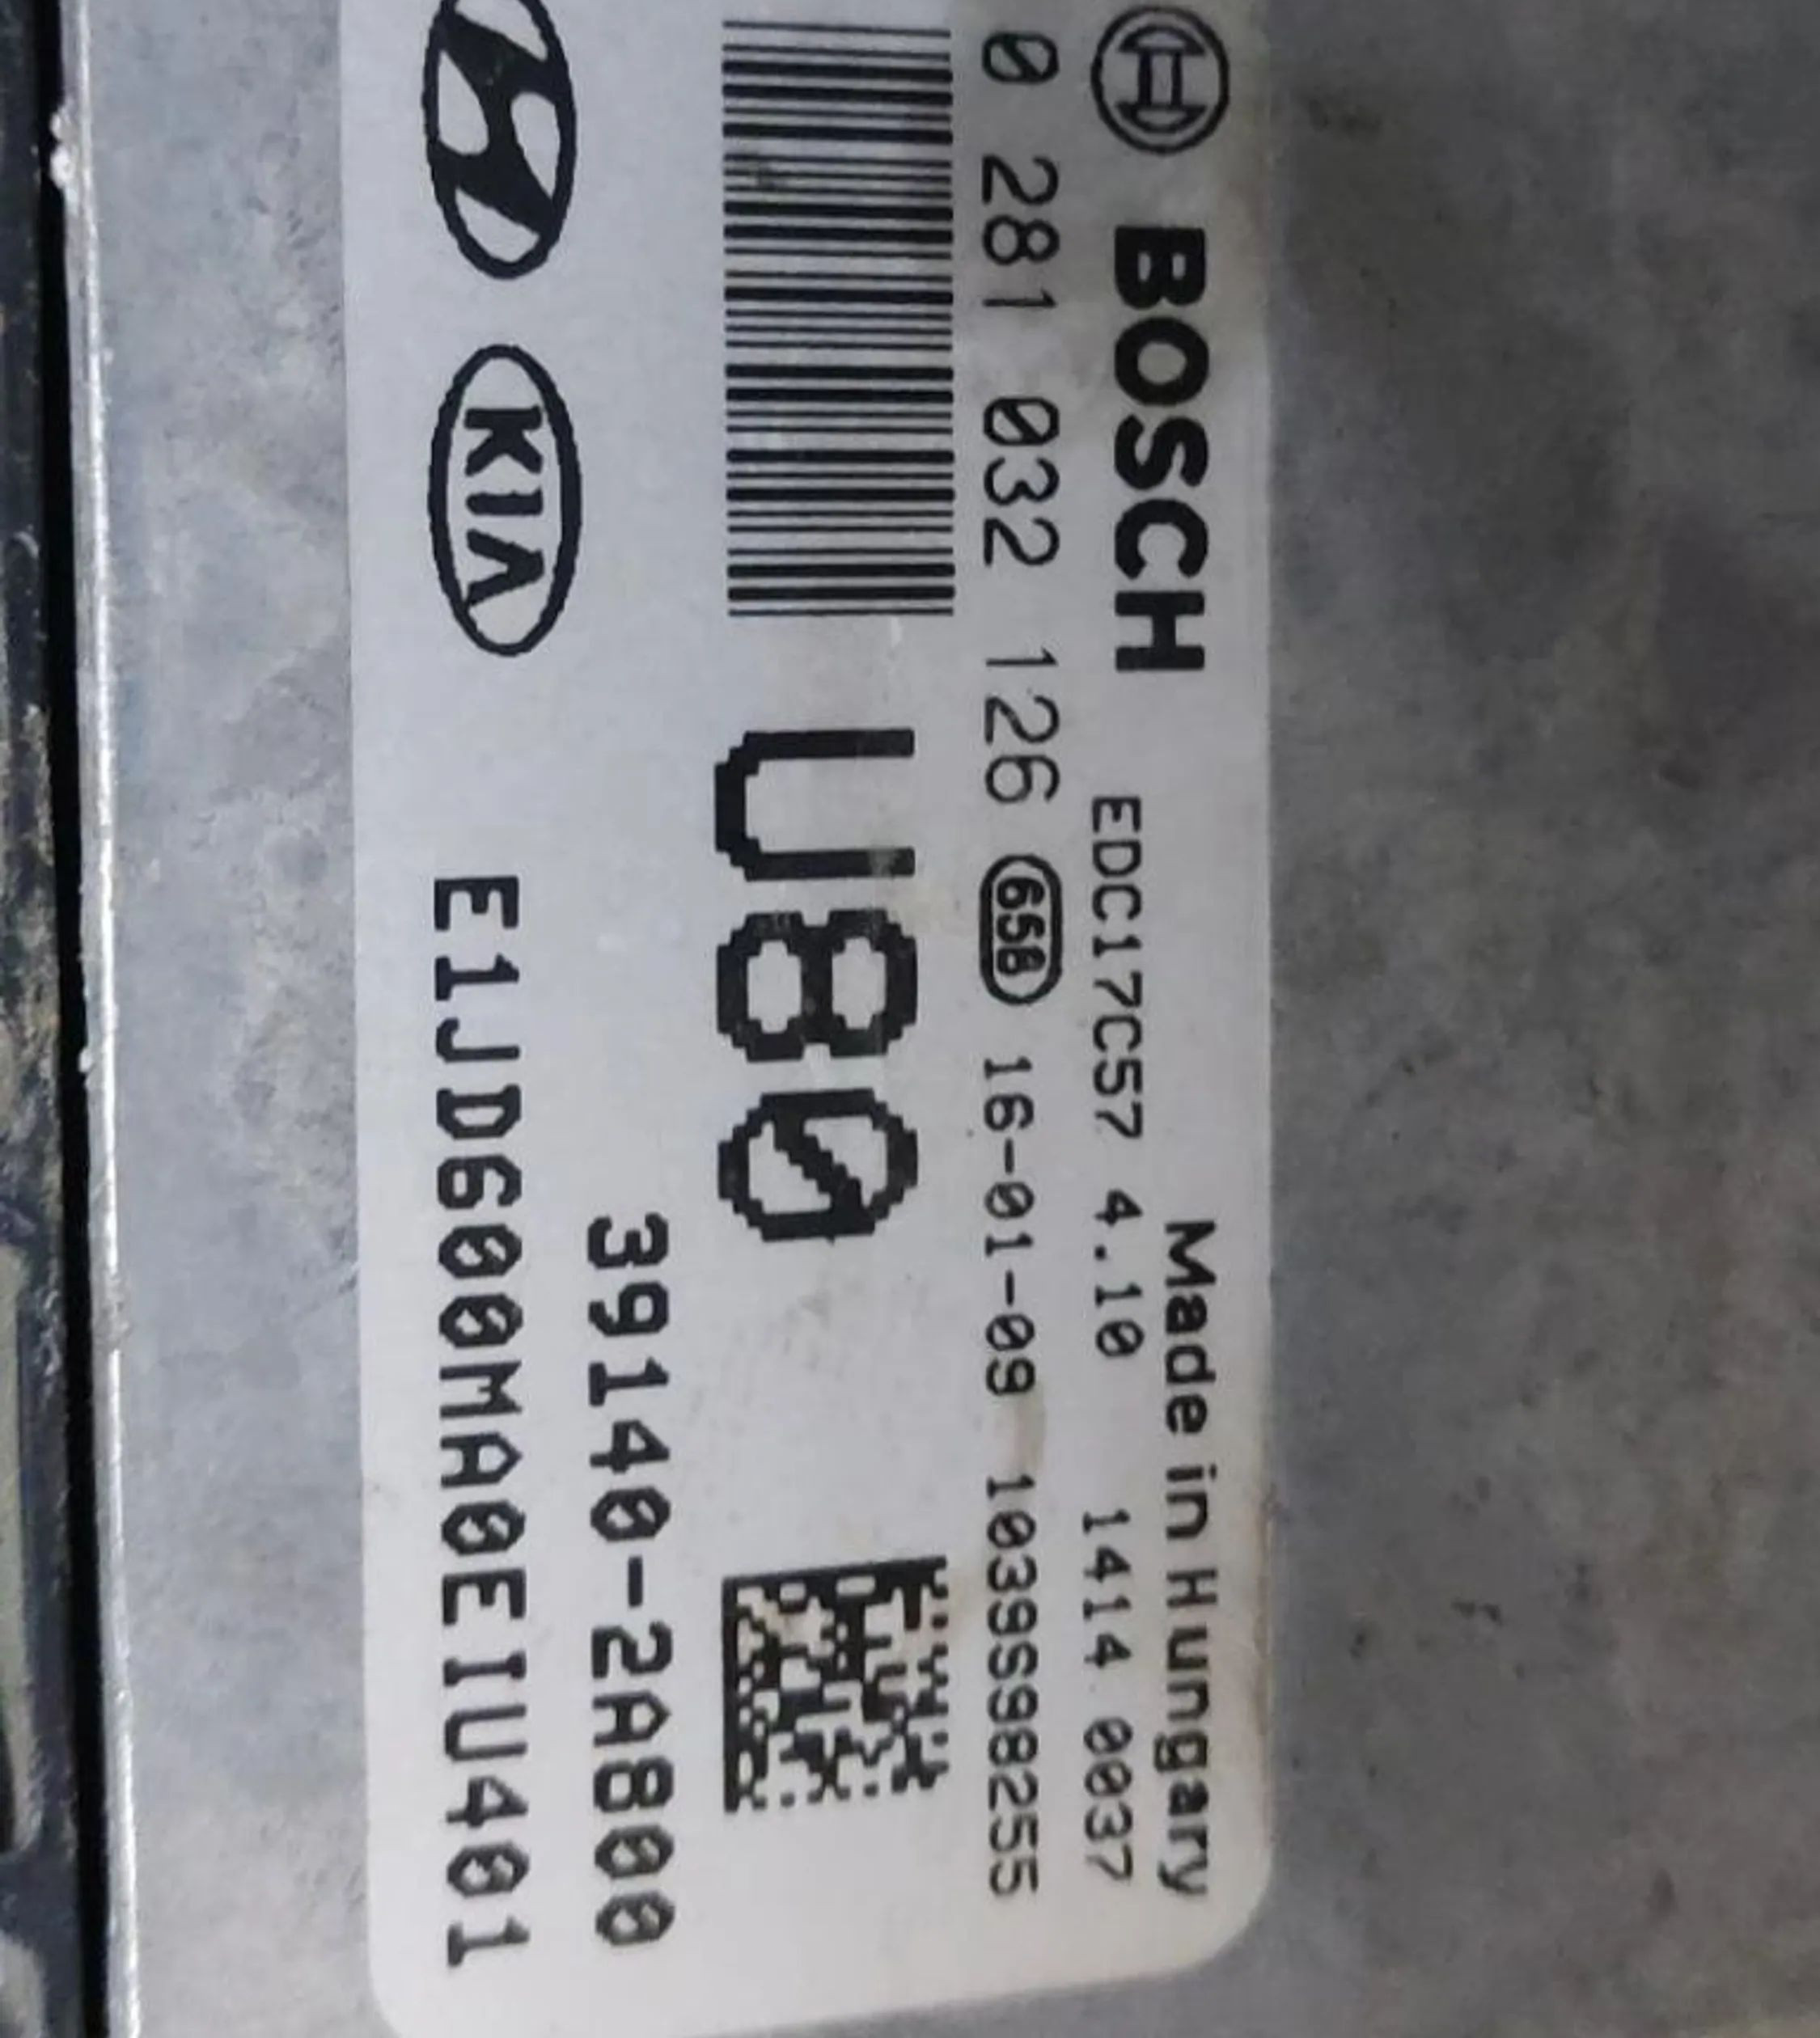 BOSCH
Made in Hungary
EDC17C57 4.10 1414 0037
0 281 032 126 65B 16-01-09 1039S98255
U80
39140-2A800
KIA E1JD600MA0EIU401